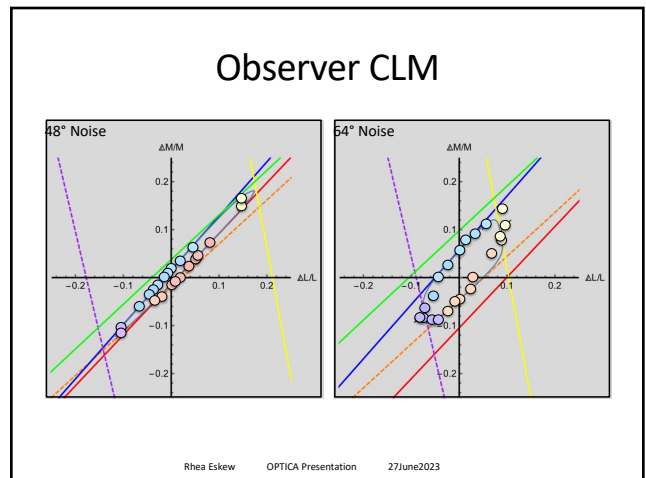 Observer CLM
48° Noise
ΔM/M
0.2
0.1
−0.2
−0.1
0.1
0.2
ΔL/L
−0.1
−0.2
64° Noise
ΔM/M
0.2
0.1
−0.2
−0.1
0.1
0.2
ΔL/L
−0.1
−0.2
Rhea Eskew OPTICA Presentation 27June2023